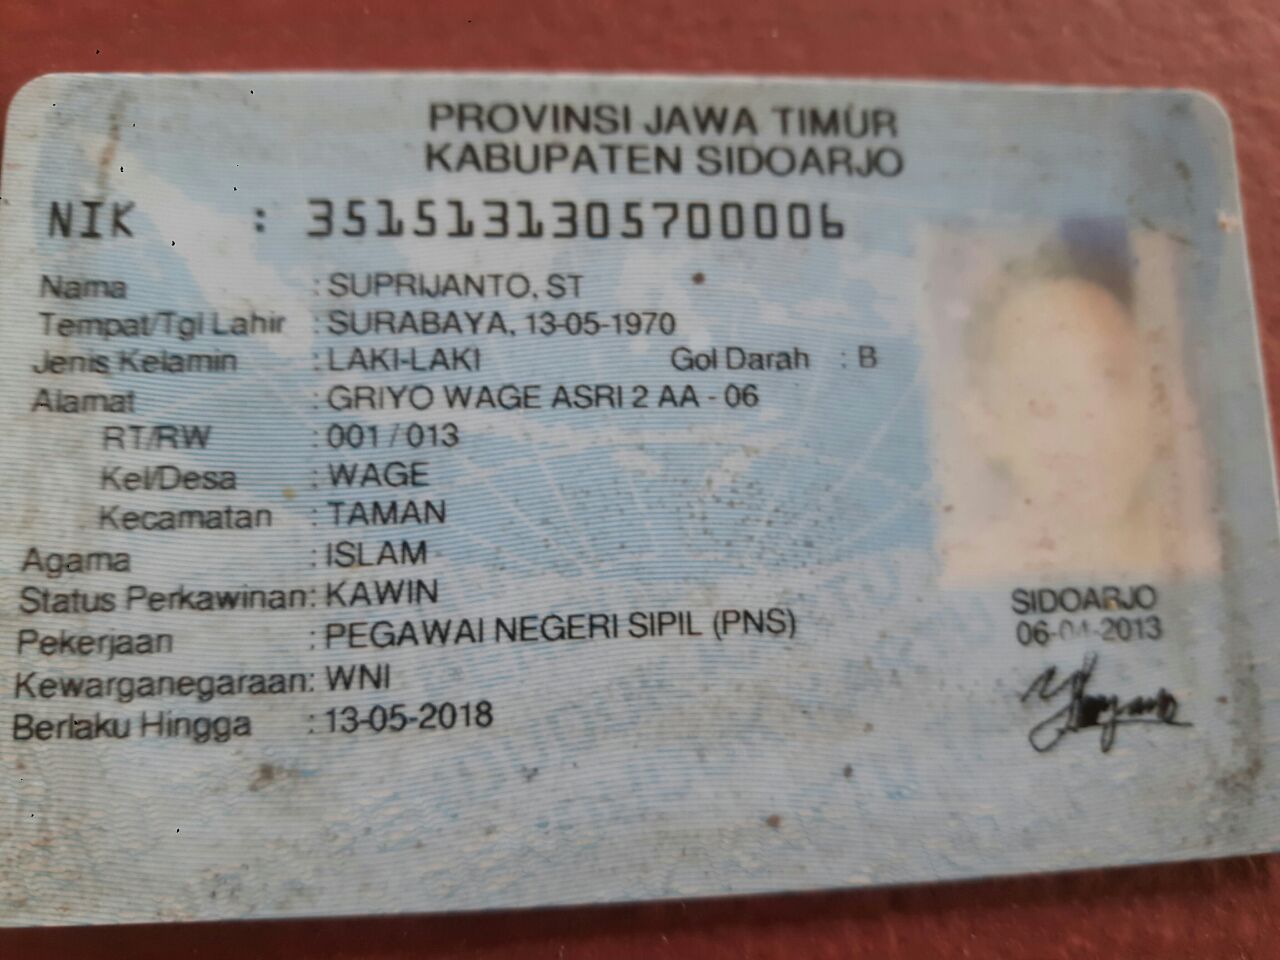 PROVINSI JAWA TIMUR
KABUPATEN SIDOARJO
NIK : 3515131305700006
Nama : SUPRIJANTO, ST
Tempat/Tgl Lahir : SURABAYA, 13-05-1970
Jenis Kelamin : LAKI-LAKI Gol Darah : B
Alamat : GRIYO WAGE ASRI 2 AA - 06
RT/RW : 001 / 013
Kel/Desa : WAGE
Kecamatan : TAMAN
Agama : ISLAM
Status Perkawinan: KAWIN
Pekerjaan : PEGAWAI NEGERI SIPIL (PNS)
Kewarganegaraan: WNI
Berlaku Hingga : 13-05-2018
SIDOARJO
06-04-2013